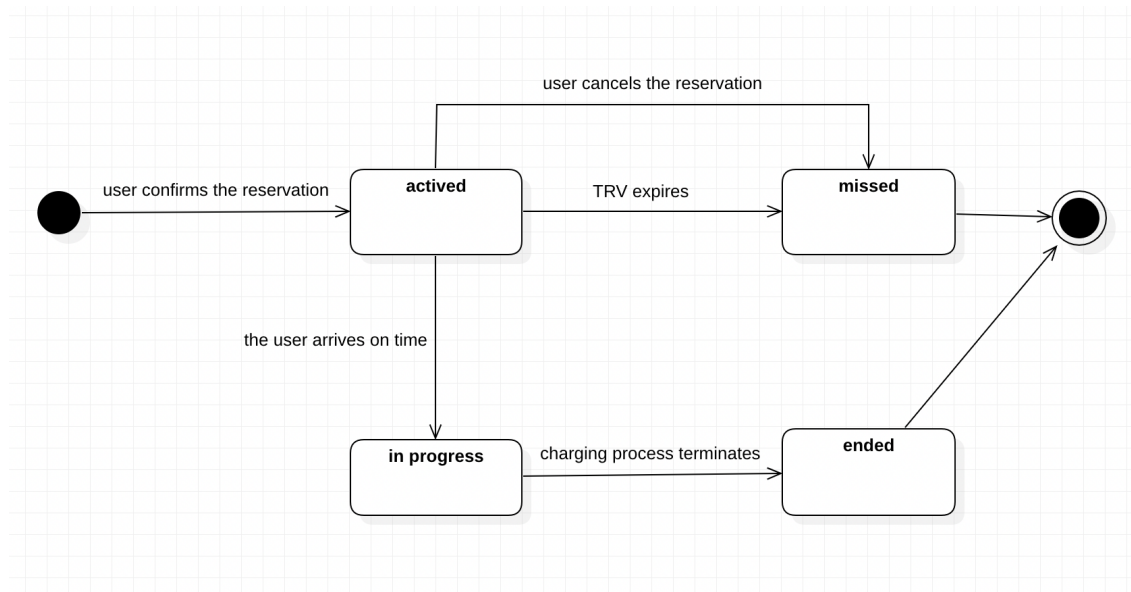 user cancels the reservation
user confirms the reservation
actived
TRV expires
missed
the user arrives on time
in progress
charging process terminates
ended